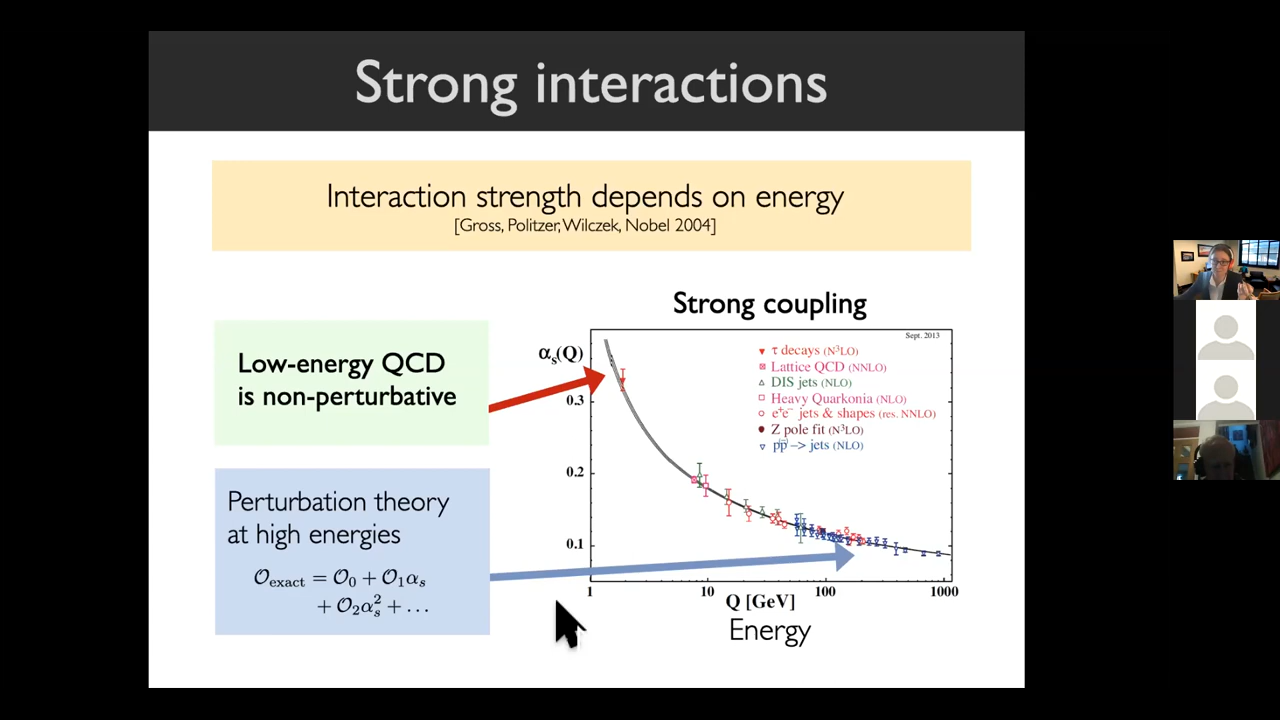 Strong interactions
Interaction strength depends on energy
[Gross, Politzer, Wilczek, Nobel 2004]
Low-energy QCD
is non-perturbative
Perturbation theory
at high energies
𝒪exact = 𝒪₀ + 𝒪₁αₛ
+ 𝒪₂αₛ² + …
Strong coupling
Sept. 2013
αₛ(Q)
τ decays (N³LO)
Lattice QCD (NNLO)
DIS jets (NLO)
Heavy Quarkonia (NLO)
e⁺e⁻ jets & shapes (res. NNLO)
Z pole fit (N³LO)
pp̄ –> jets (NLO)
0.3
0.2
0.1
1
10
100
1000
Q [GeV]
Energy